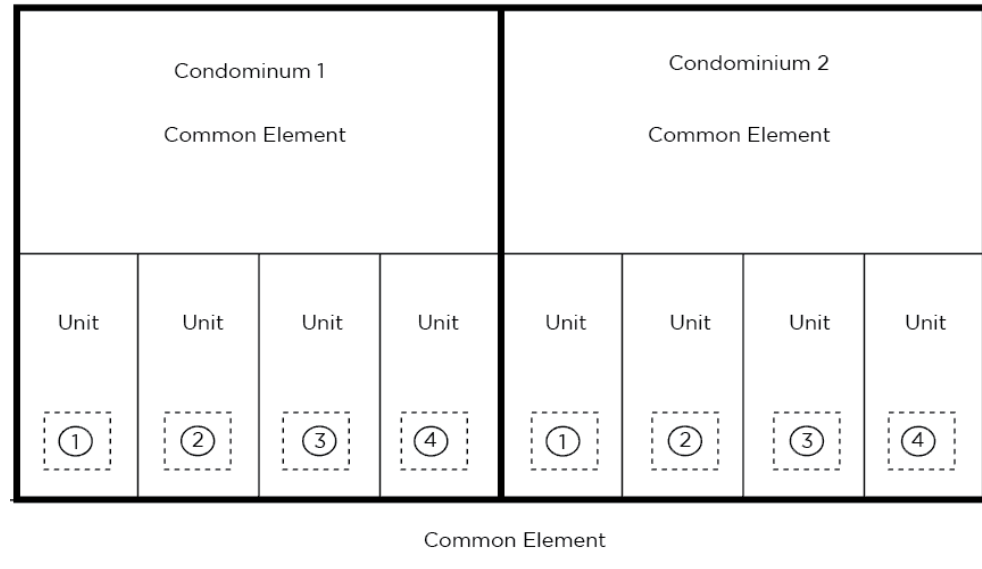 Condominum 1
Common Element
Condominium 2
Common Element
Unit Unit Unit Unit Unit Unit Unit Unit
1 2 3 4 1 2 3 4
Common Element